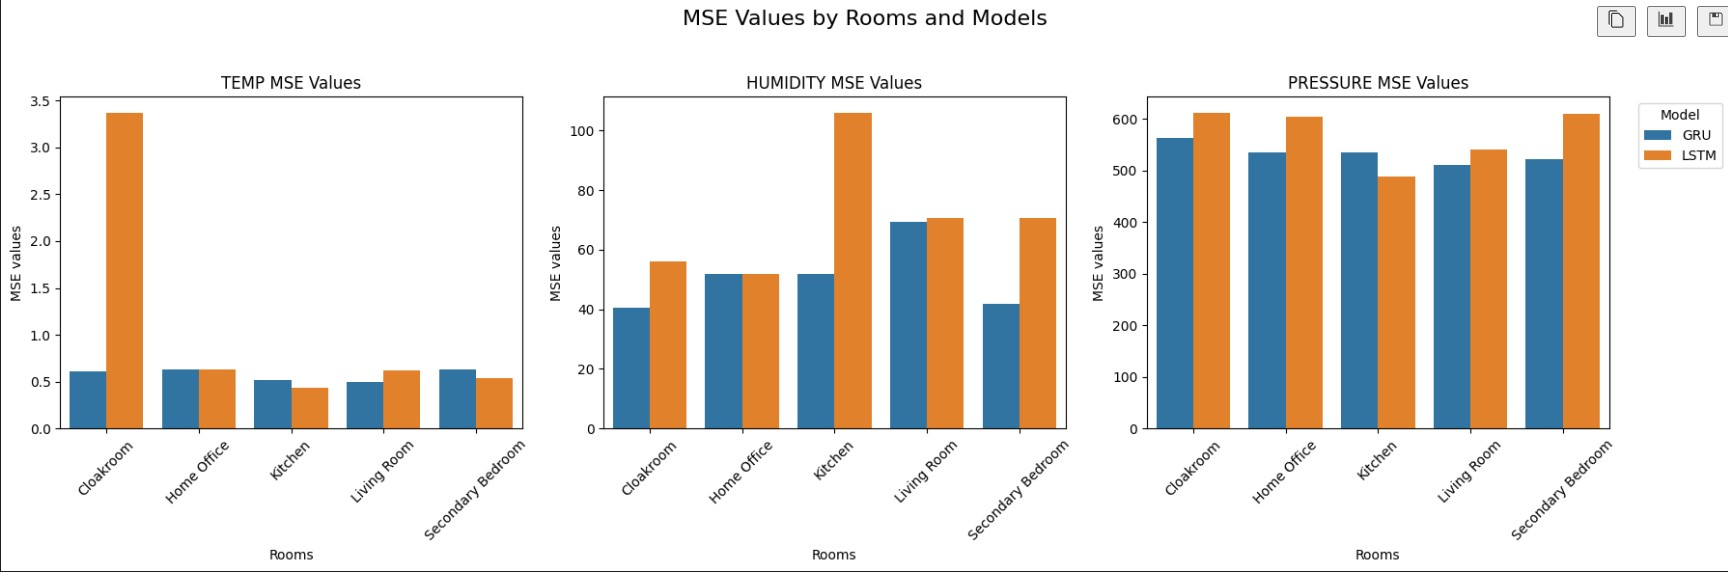 MSE Values by Rooms and Models
TEMP MSE Values
3.5
3.0
2.5
2.0
1.5
1.0
0.5
0.0
MSE values
Cloakroom
Home Office
Kitchen
Living Room
Secondary Bedroom
Rooms
HUMIDITY MSE Values
100
80
60
40
20
0
MSE values
Cloakroom
Home Office
Kitchen
Living Room
Secondary Bedroom
Rooms
PRESSURE MSE Values
600
500
400
300
200
100
0
MSE values
Cloakroom
Home Office
Kitchen
Living Room
Secondary Bedroom
Rooms
Model
GRU
LSTM